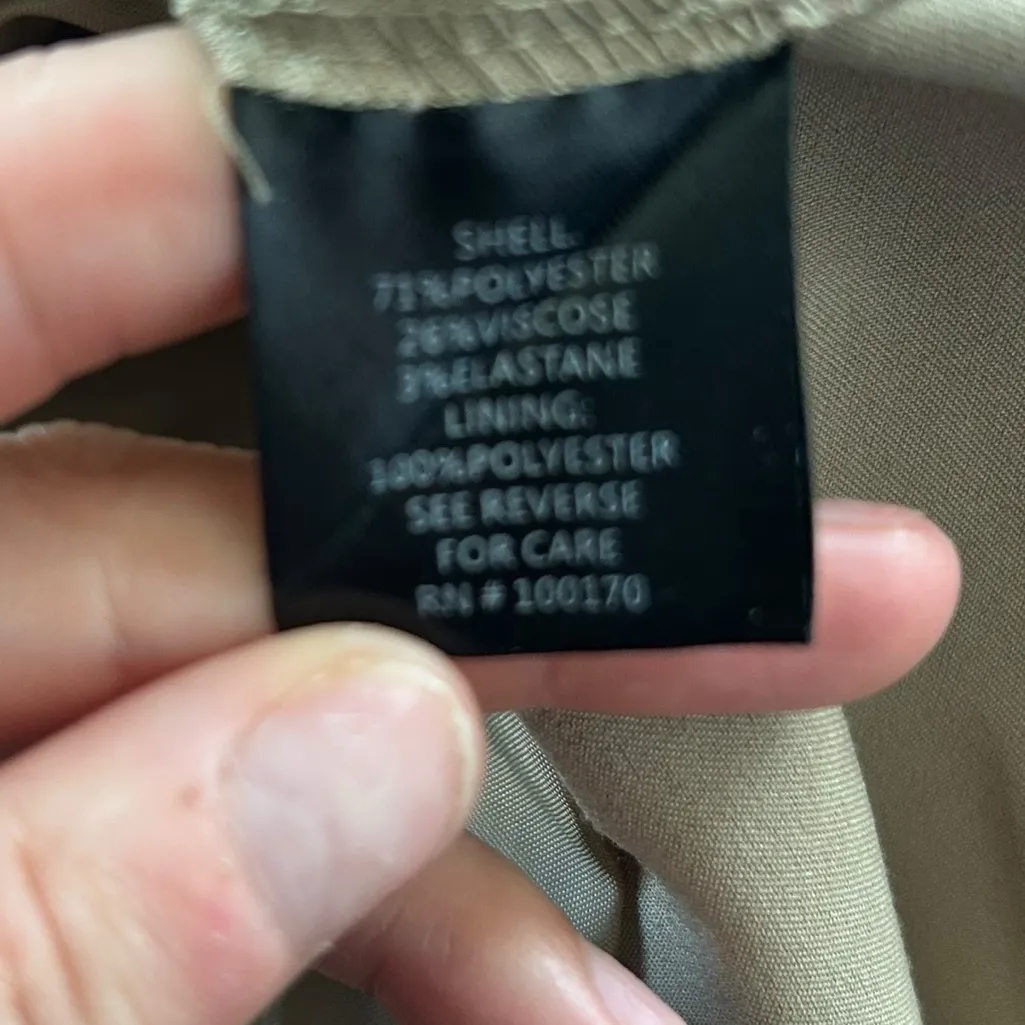 SHELL:
71%POLYESTER
26%VISCOSE
3%ELASTANE
LINING:
100%POLYESTER
SEE REVERSE
FOR CARE
RN # 100170